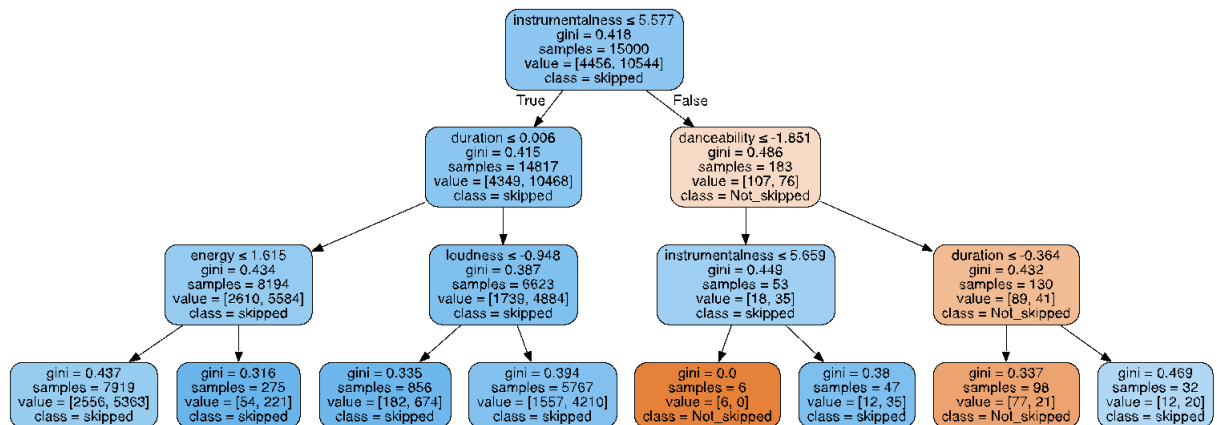 instrumentalness ≤ 5.577
gini = 0.418
samples = 15000
value = [4456, 10544]
class = skipped
True
False
duration ≤ 0.006
gini = 0.415
samples = 14817
value = [4349, 10468]
class = skipped
danceability ≤ -1.851
gini = 0.486
samples = 183
value = [107, 76]
class = Not_skipped
energy ≤ 1.615
gini = 0.434
samples = 8194
value = [2610, 5584]
class = skipped
loudness ≤ -0.948
gini = 0.387
samples = 6623
value = [1739, 4884]
class = skipped
instrumentalness ≤ 5.659
gini = 0.449
samples = 53
value = [18, 35]
class = skipped
duration ≤ -0.364
gini = 0.432
samples = 130
value = [89, 41]
class = Not_skipped
gini = 0.437
samples = 7919
value = [2556, 5363]
class = skipped
gini = 0.316
samples = 275
value = [54, 221]
class = skipped
gini = 0.335
samples = 856
value = [182, 674]
class = skipped
gini = 0.394
samples = 5767
value = [1557, 4210]
class = skipped
gini = 0.0
samples = 6
value = [6, 0]
class = Not_skipped
gini = 0.38
samples = 47
value = [12, 35]
class = skipped
gini = 0.337
samples = 98
value = [77, 21]
class = Not_skipped
gini = 0.469
samples = 32
value = [12, 20]
class = skipped